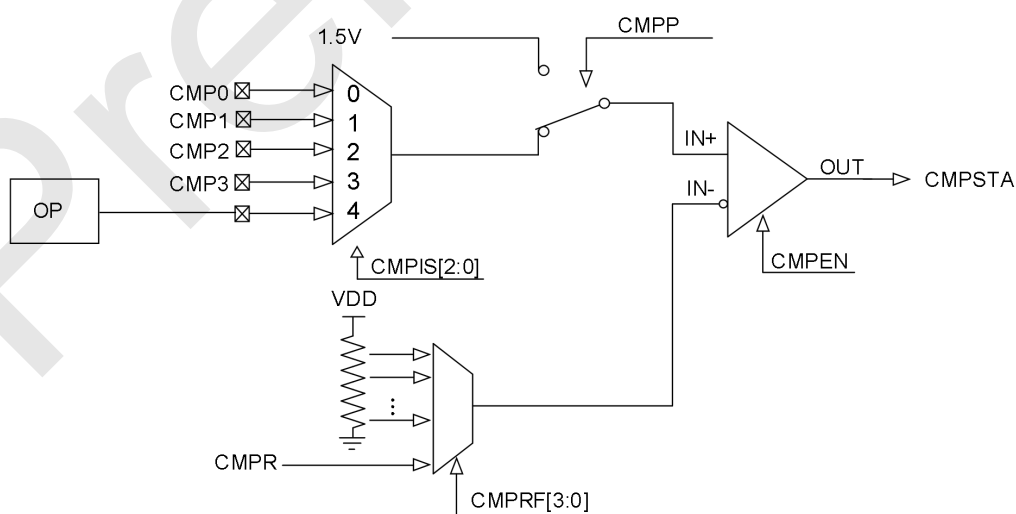 1.5V
CMPP
CMP0
0
CMP1
1
CMP2
2
CMP3
3
OP
4
IN+
IN-
OUT
CMPSTA
CMPEN
CMPIS[2:0]
VDD
CMPR
CMPRF[3:0]